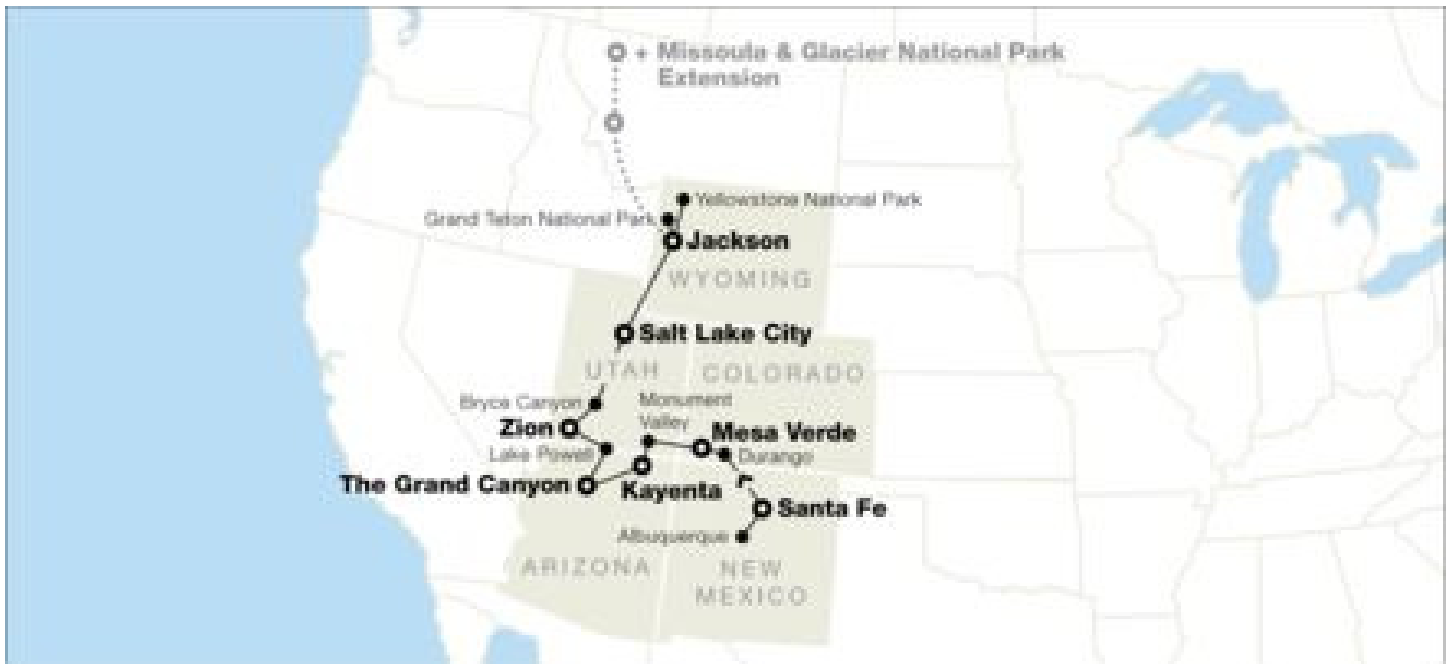 + Missoula & Glacier National Park
Extension
Yellowstone National Park
Grand Teton National Park
Jackson
WYOMING
Salt Lake City
UTAH
COLORADO
Bryce Canyon
Monument
Valley
Zion
Mesa Verde
Lake Powell
Durango
The Grand Canyon
Kayenta
Santa Fe
Albuquerque
ARIZONA
NEW
MEXICO